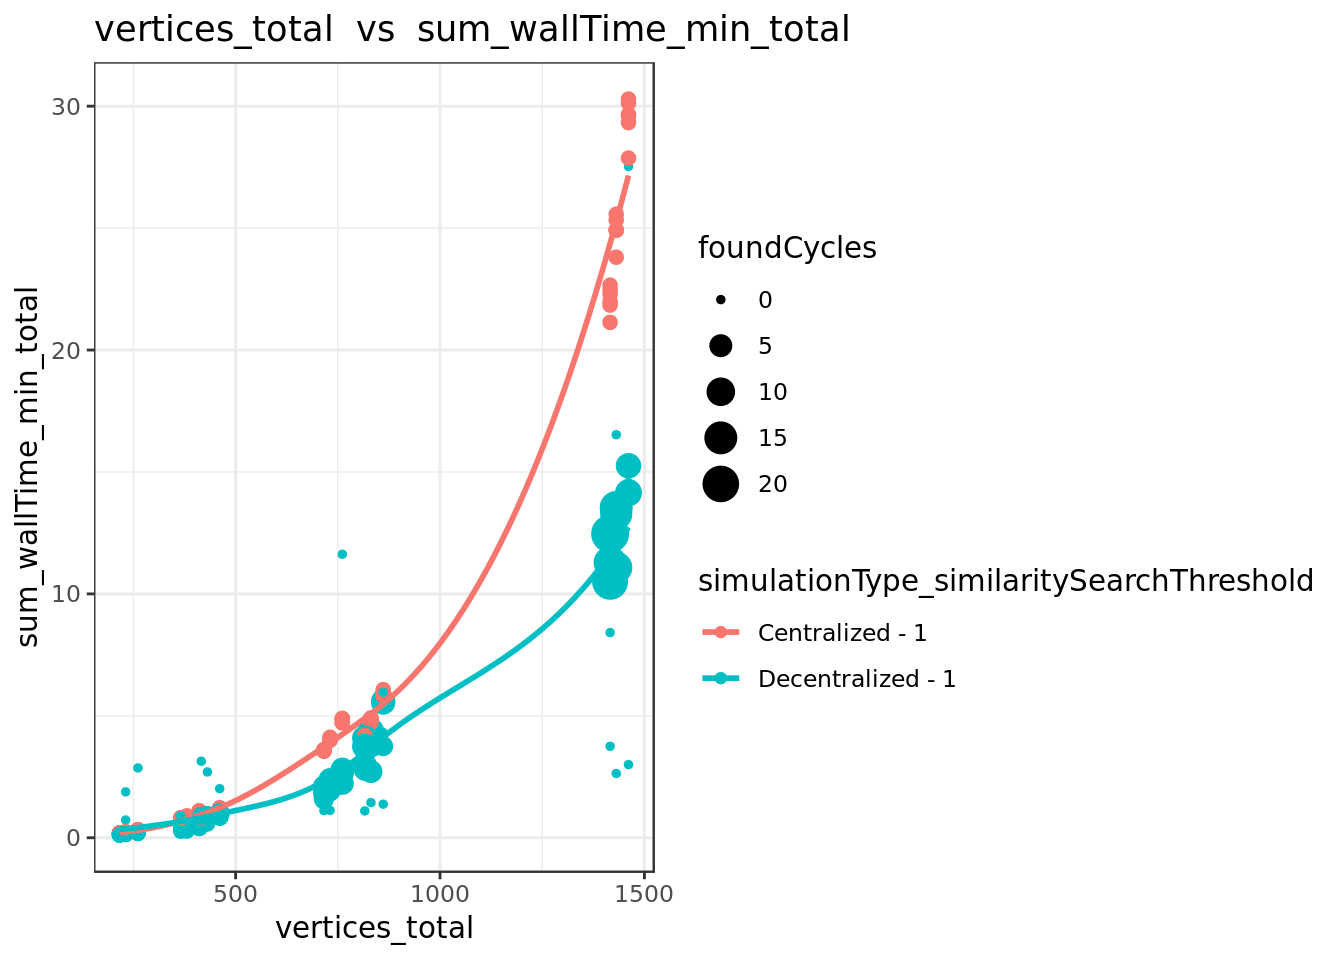 vertices_total vs sum_wallTime_min_total
sum_wallTime_min_total
30
20
10
0
500
1000
1500
vertices_total
foundCycles
0
5
10
15
20
simulationType_similaritySearchThreshold
Centralized - 1
Decentralized - 1